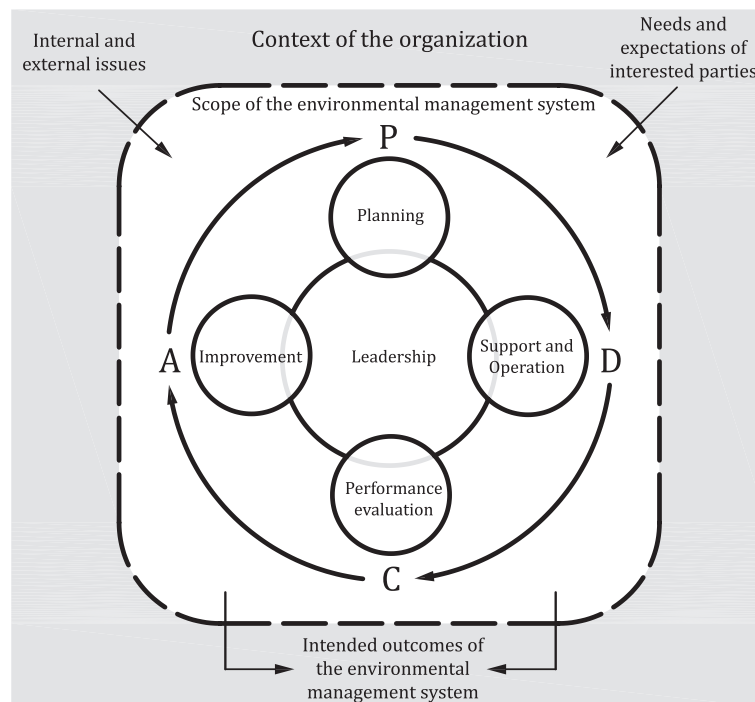 Internal and
external issues
Context of the organization
Needs and
expectations of
interested parties
Scope of the environmental management system
P
Planning
A
Improvement
Leadership
Support and
Operation
D
Performance
evaluation
C
Intended outcomes of
the environmental
management system